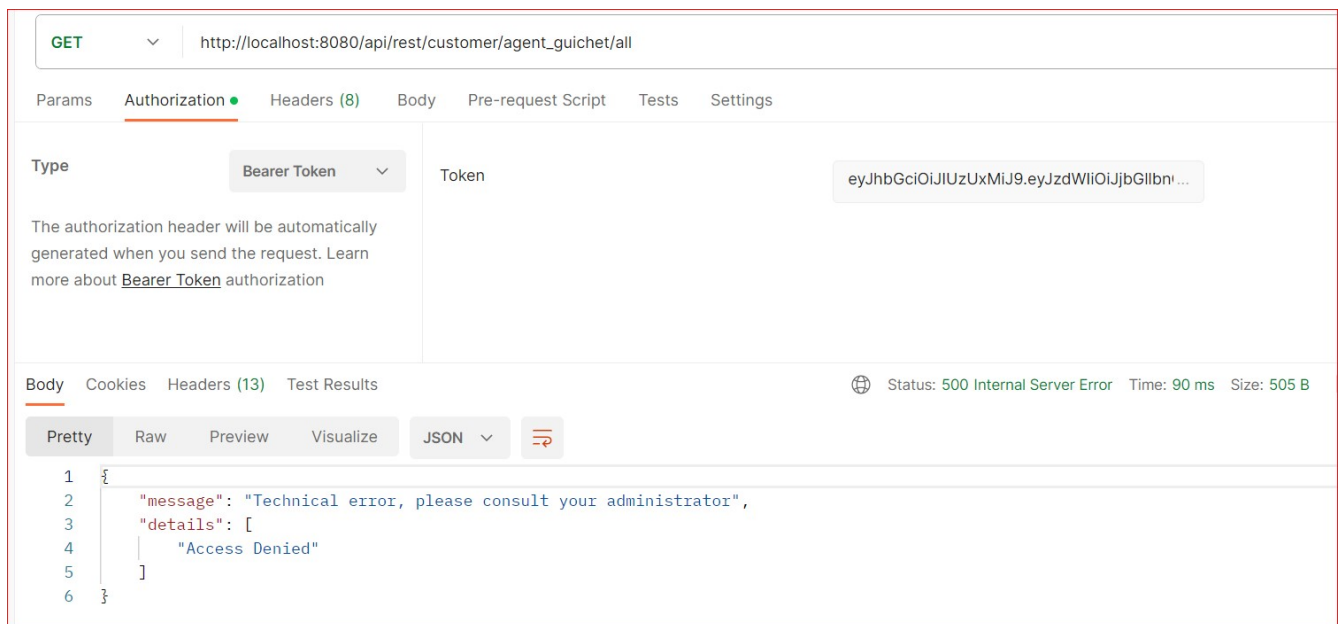 GET http://localhost:8080/api/rest/customer/agent_guichet/all
Params Authorization Headers (8) Body Pre-request Script Tests Settings
Type Bearer Token Token eyJhbGciOiJIUzUxMiJ9.eyJzdWIiOiJjbGllbn...
The authorization header will be automatically
generated when you send the request. Learn
more about Bearer Token authorization
Body Cookies Headers (13) Test Results Status: 500 Internal Server Error Time: 90 ms Size: 505 B
Pretty Raw Preview Visualize JSON
1 {
2 "message": "Technical error, please consult your administrator",
3 "details": [
4 "Access Denied"
5 ]
6 }